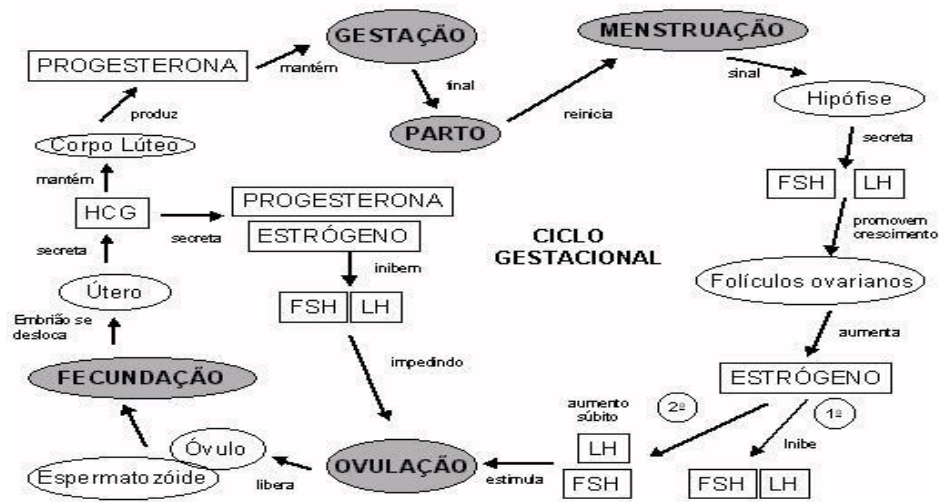 GESTAÇÃO
MENSTRUAÇÃO
PROGESTERONA
mantém
final
sinal
produz
PARTO
reinicia
Hipófise
Corpo Lúteo
secreta
mantém
FSH
LH
HCG
secreta
PROGESTERONA
ESTRÓGENO
CICLO
GESTACIONAL
promovem
crescimento
secreta
inibem
Útero
FSH
LH
Folículos ovarianos
Embrião se
desloca
aumenta
FECUNDAÇÃO
impedindo
ESTRÓGENO
aumento
súbito
2ª
1ª
LH
Inibe
Óvulo
Espermatozóide
libera
OVULAÇÃO
estimula
FSH
FSH
LH